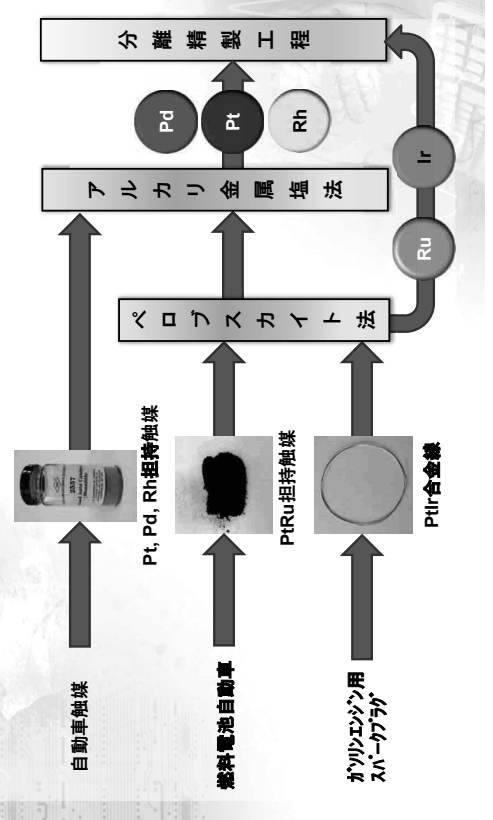 自動車触媒
Pt, Pd, Rh担持触媒
燃料電池自動車
PtRu担持触媒
ガソリンエンジン用
スパークプラグ
PtIr合金線
ペロブスカイト法
アルカリ金属塩法
Pd
Pt
Rh
Ru
Ir
分離精製工程
2557